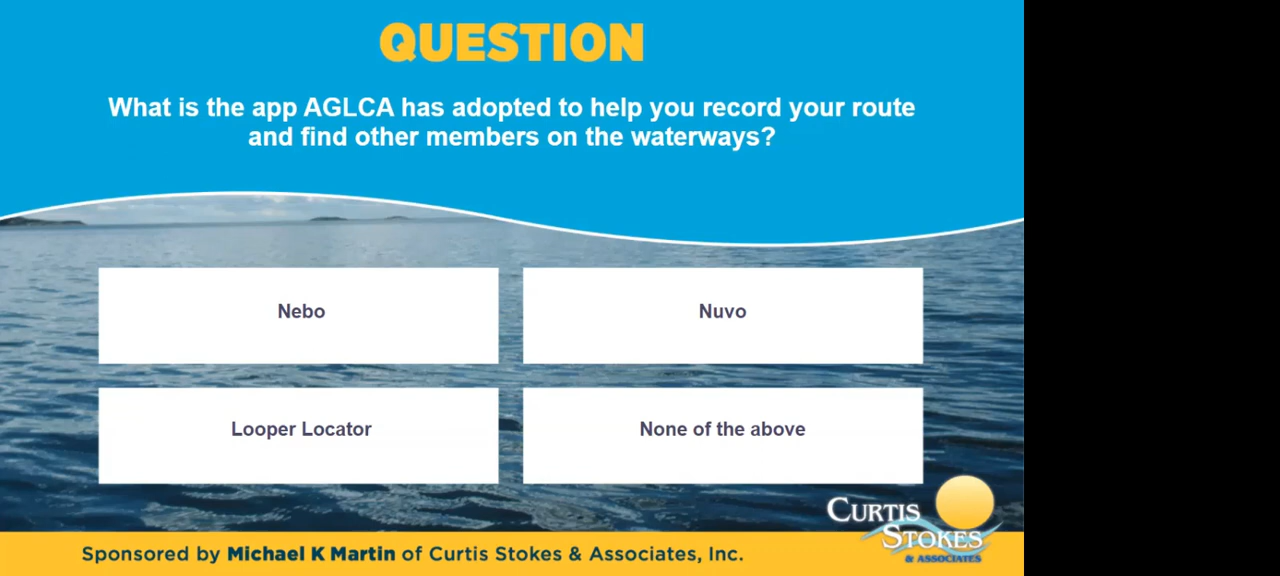 QUESTION
What is the app AGLCA has adopted to help you record your route
and find other members on the waterways?
Nebo
Nuvo
Looper Locator
None of the above
CURTIS
STOKES
& ASSOCIATES
Sponsored by Michael K Martin of Curtis Stokes & Associates, Inc.